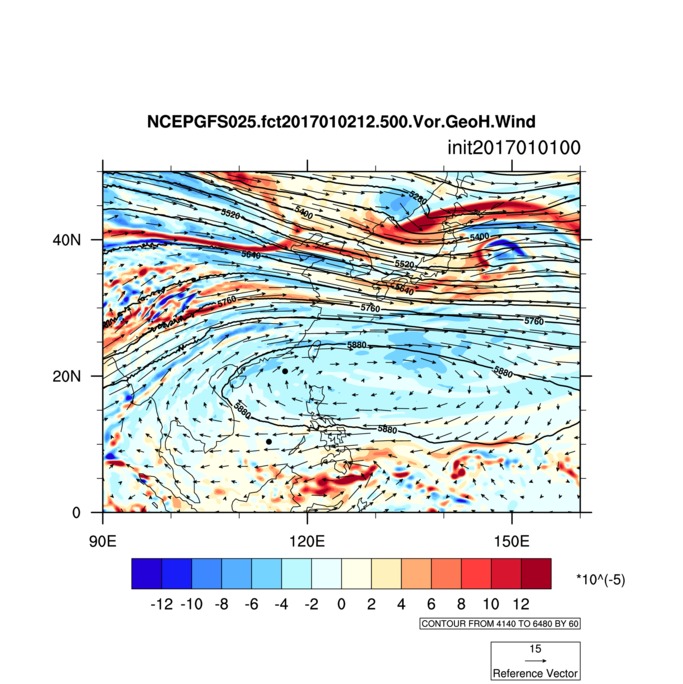 NCEPGFS025.fct2017010212.500.Vor.GeoH.Wind
init2017010100
5280
5520
5400
40N
5400
5640
5520
5640
5760
5760
5760
5880
20N
5880
5880
5880
0
90E 120E 150E
-12 -10 -8 -6 -4 -2 0 2 4 6 8 10 12
*10^(-5)
CONTOUR FROM 4140 TO 6480 BY 60
15
Reference Vector